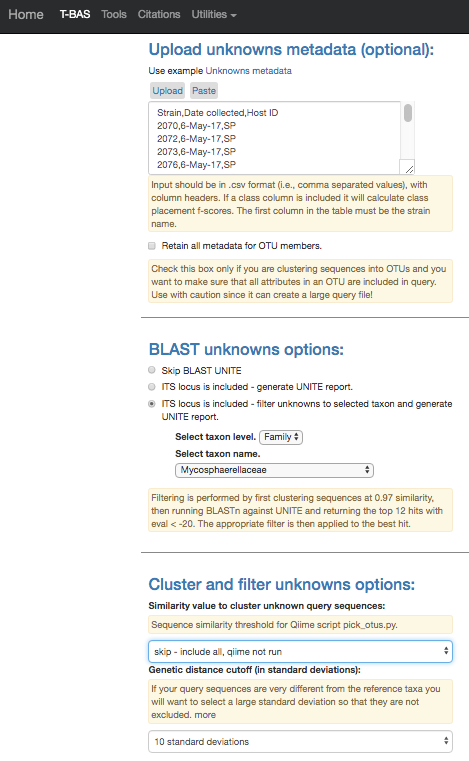 Home T-BAS Tools Citations Utilities
Upload unknowns metadata (optional):
Use example Unknowns metadata
Upload Paste
Strain,Date collected,Host ID
2070,6-May-17,SP
2072,6-May-17,SP
2073,6-May-17,SP
2076,6-May-17,SP
Input should be in .csv format (i.e., comma separated values), with
column headers. If a class column is included it will calculate class
placement f-scores. The first column in the table must be the strain
name.
Retain all metadata for OTU members.
Check this box only if you are clustering sequences into OTUs and you
want to make sure that all attributes in an OTU are included in query.
Use with caution since it can create a large query file!
BLAST unknowns options:
Skip BLAST UNITE
ITS locus is included - generate UNITE report.
ITS locus is included - filter unknowns to selected taxon and generate
UNITE report.
Select taxon level. Family
Select taxon name.
Mycosphaerellaceae
Filtering is performed by first clustering sequences at 0.97 similarity,
then running BLASTn against UNITE and returning the top 12 hits with
eval < -20. The appropriate filter is then applied to the best hit.
Cluster and filter unknowns options:
Similarity value to cluster unknown query sequences:
Sequence similarity threshold for Qiime script pick_otus.py.
skip - include all, qiime not run
Genetic distance cutoff (in standard deviations):
If your query sequences are very different from the reference taxa you
will want to select a large standard deviation so that they are not
excluded. more
10 standard deviations